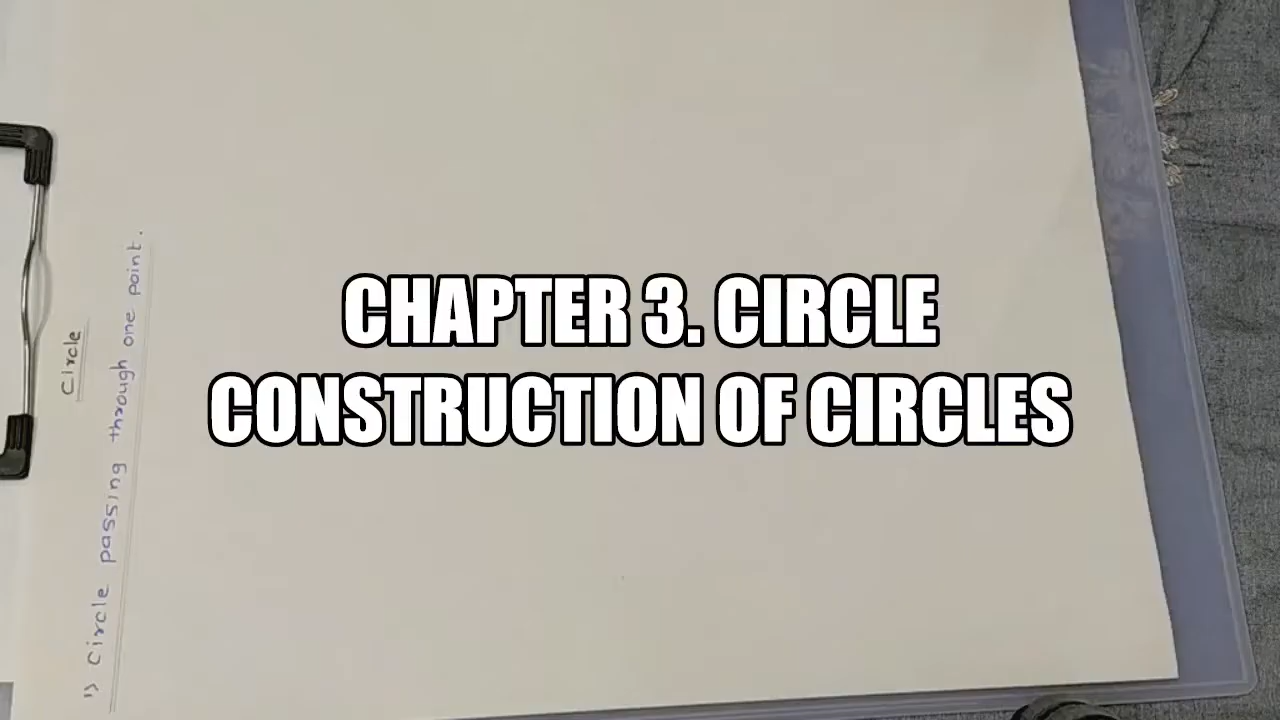 CHAPTER 3. CIRCLE
CONSTRUCTION OF CIRCLES
Circle
1) Circle passing through one point.